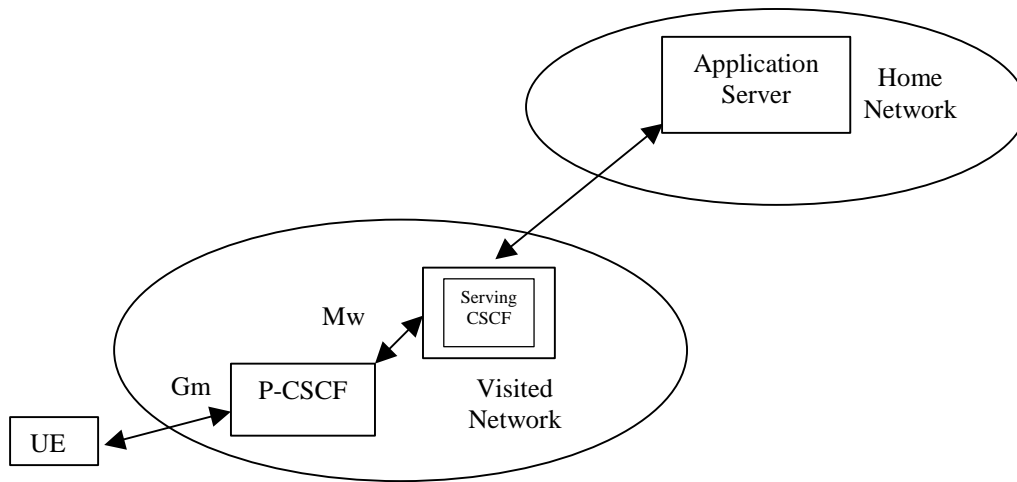 Application
Server
Home
Network
Serving
CSCF
Mw
Visited
Network
P-CSCF
Gm
UE